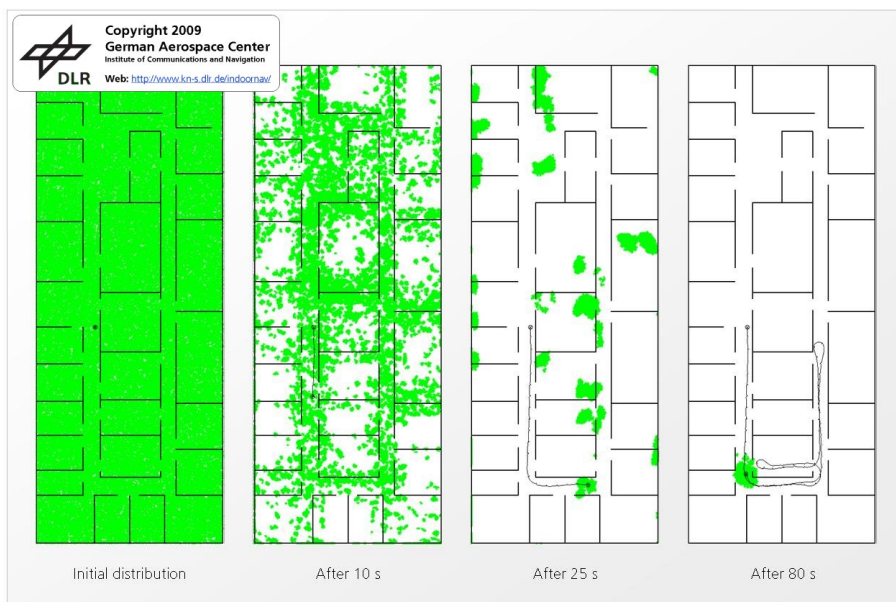 Copyright 2009
German Aerospace Center
Institute of Communications and Navigation
DLR
Web: http://www.kn-s.dlr.de/indoornav/
Initial distribution
After 10 s
After 25 s
After 80 s